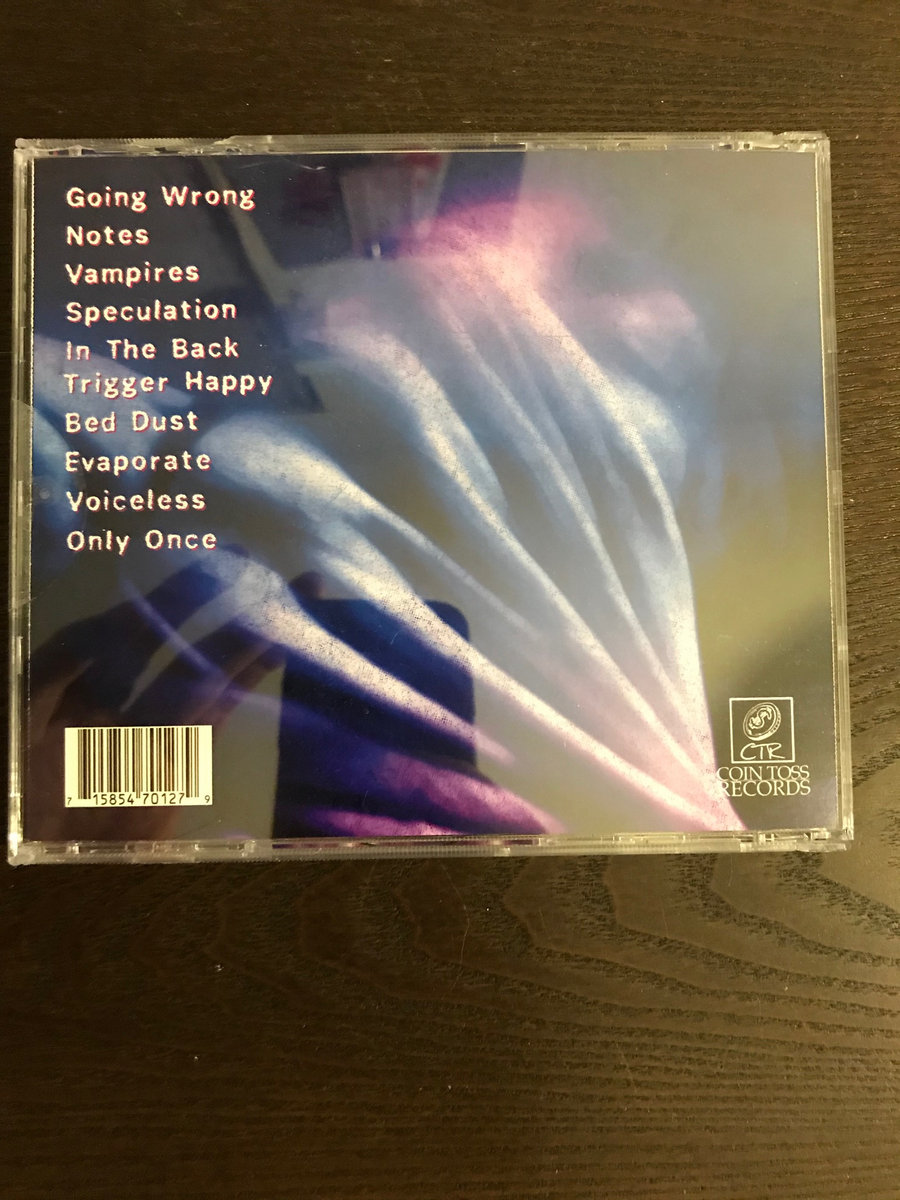 Going Wrong
Notes
Vampires
Speculation
In The Back
Trigger Happy
Bed Dust
Evaporate
Voiceless
Only Once
7 15854 70127 9
CTR
COIN TOSS
RECORDS